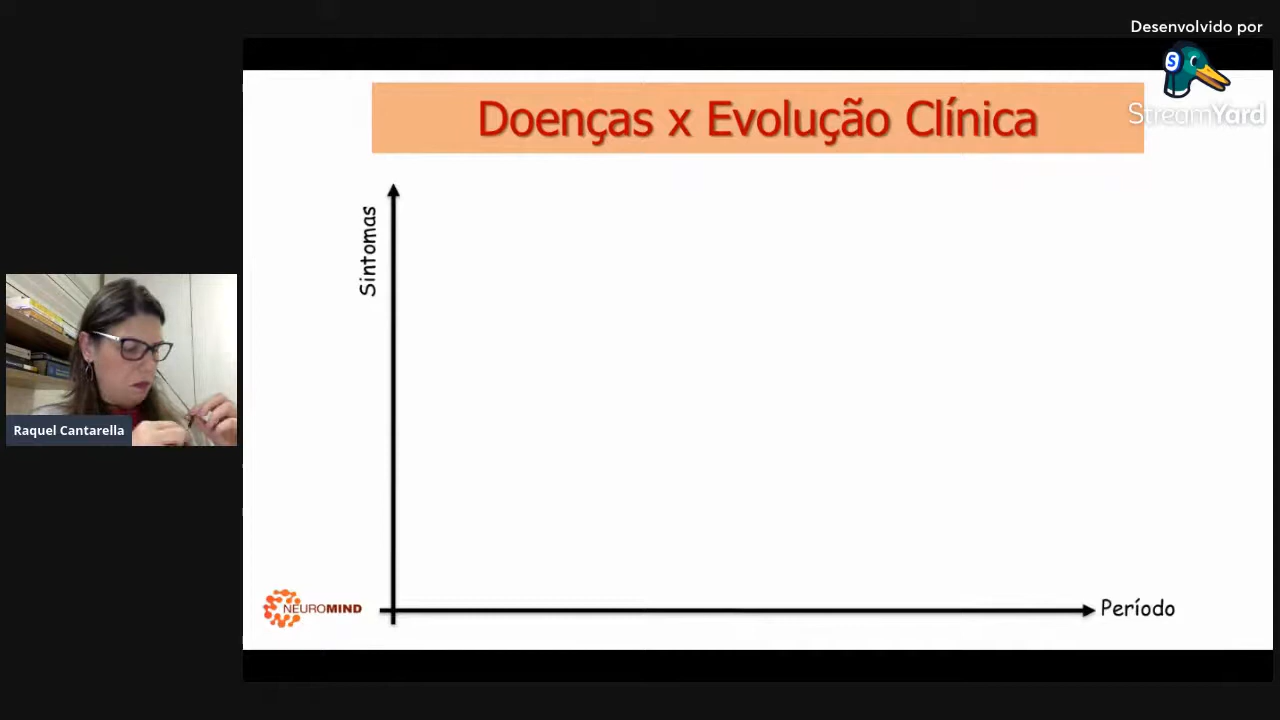 Desenvolvido por
StreamYard
Doenças x Evolução Clínica
Sintomas
Raquel Cantarella
NEUROMIND
Período